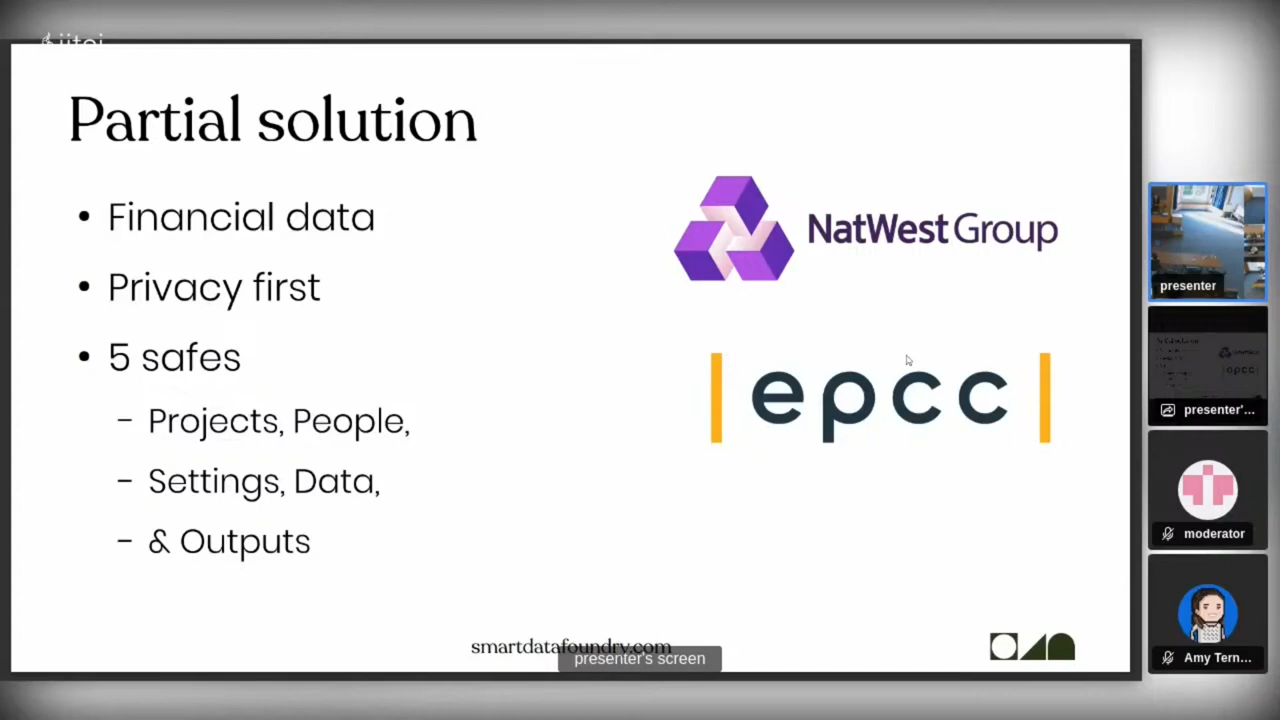 Partial solution
• Financial data
• Privacy first
• 5 safes
– Projects, People,
– Settings, Data,
– & Outputs
NatWest Group
| epcc |
smartdatafoundry.com
presenter's screen
presenter
presenter'...
moderator
Amy Tern...